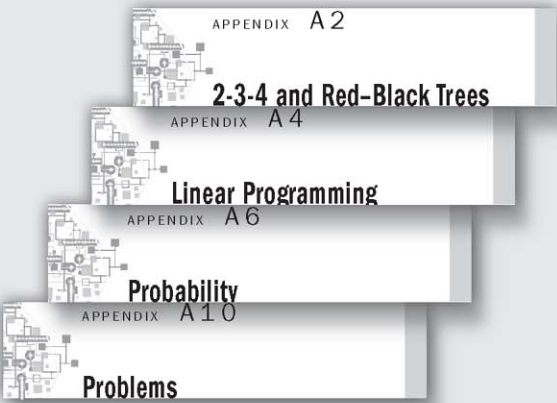 APPENDIX A2
2-3-4 and Red–Black Trees
APPENDIX A4
Linear Programming
APPENDIX A6
Probability
APPENDIX A10
Problems